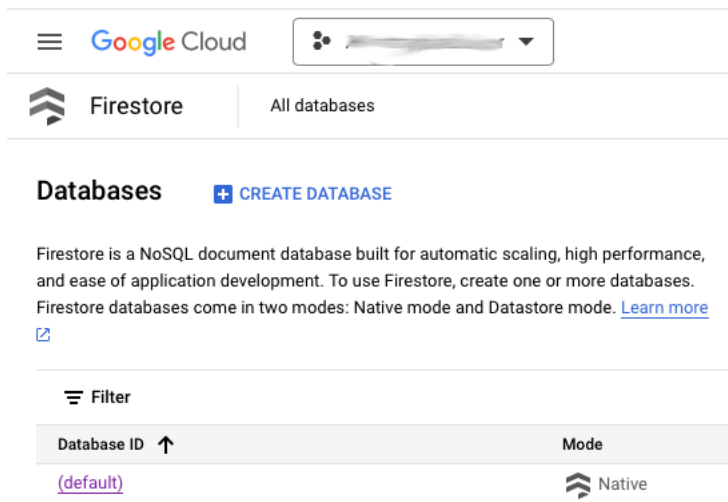 Google Cloud
Firestore
All databases
Databases
CREATE DATABASE
Firestore is a NoSQL document database built for automatic scaling, high performance,
and ease of application development. To use Firestore, create one or more databases.
Firestore databases come in two modes: Native mode and Datastore mode. Learn more
Filter
Database ID
Mode
(default)
Native